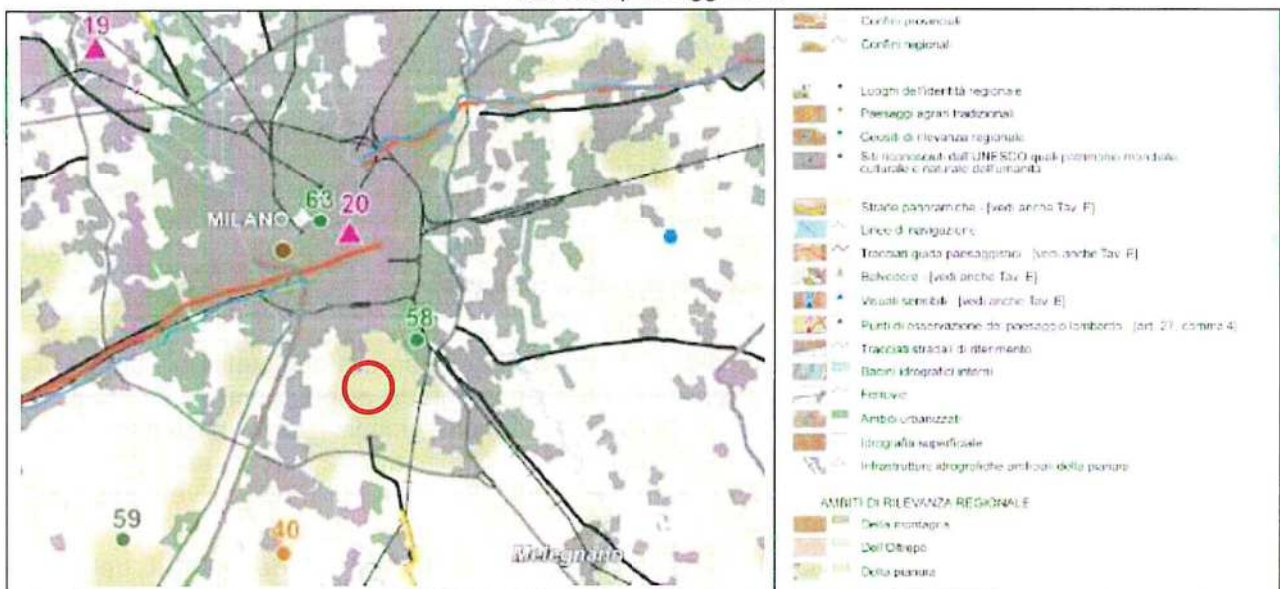 19
63
20
MILANO
58
59
40
Melegnano
Confini provinciali
Confini regionali
Luoghi dell'identità regionale
Paesaggi agrari tradizionali
Geositi di rilevanza regionale
Siti riconosciuti dall'UNESCO quali patrimonio mondiale,
culturale e naturale dell'umanità
Strade panoramiche - [vedi anche Tav. E]
Linee di navigazione
Tracciati guida paesaggistici - [vedi anche Tav. E]
Belvedere - [vedi anche Tav. E]
Visuali sensibili - [vedi anche Tav. E]
Punti di osservazione del paesaggio lombardo - [art. 27, comma 4]
Tracciati stradali di riferimento
Bacini idrografici interni
Ferrovie
Ambiti urbanizzati
Idrografia superficiale
Infrastrutture idrografiche artificiali della pianura
AMBITI DI RILEVANZA REGIONALE
Della montagna
Dell'Oltrepò
Della pianura